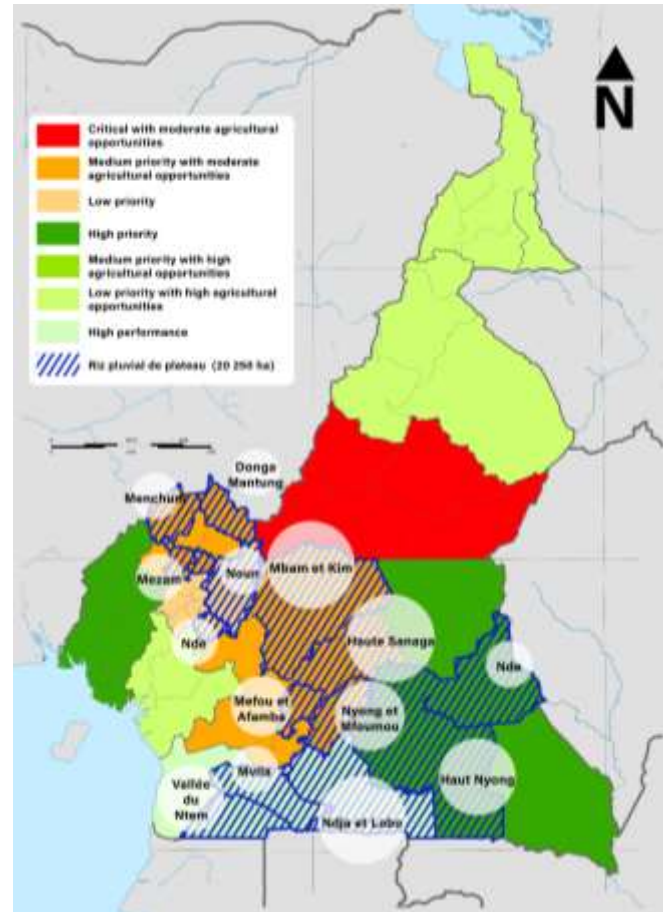 N
Critical with moderate agricultural
opportunities
Medium priority with moderate
agricultural opportunities
Low priority
High priority
Medium priority with high
agricultural opportunities
Low priority with high agricultural
opportunities
High performance
Riz pluvial de plateau (20 250 ha)
Donga
Mantung
Menchum
Mezam
Noun
Mbam et Kim
Nde
Haute Sanaga
Nde
Mefou et
Afamba
Nyong et
Mfoumou
Mvila
Haut Nyong
Vallée
du
Ntem
Ndja et Lobo